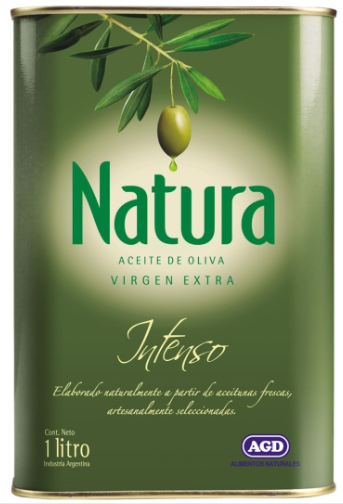 Natura
ACEITE DE OLIVA
VIRGEN EXTRA
Intenso
Elaborado naturalmente a partir de aceitunas frescas,
artesanalmente seleccionadas.
Cont. Neto
1 litro
Industria Argentina
AGD
ALIMENTOS NATURALES